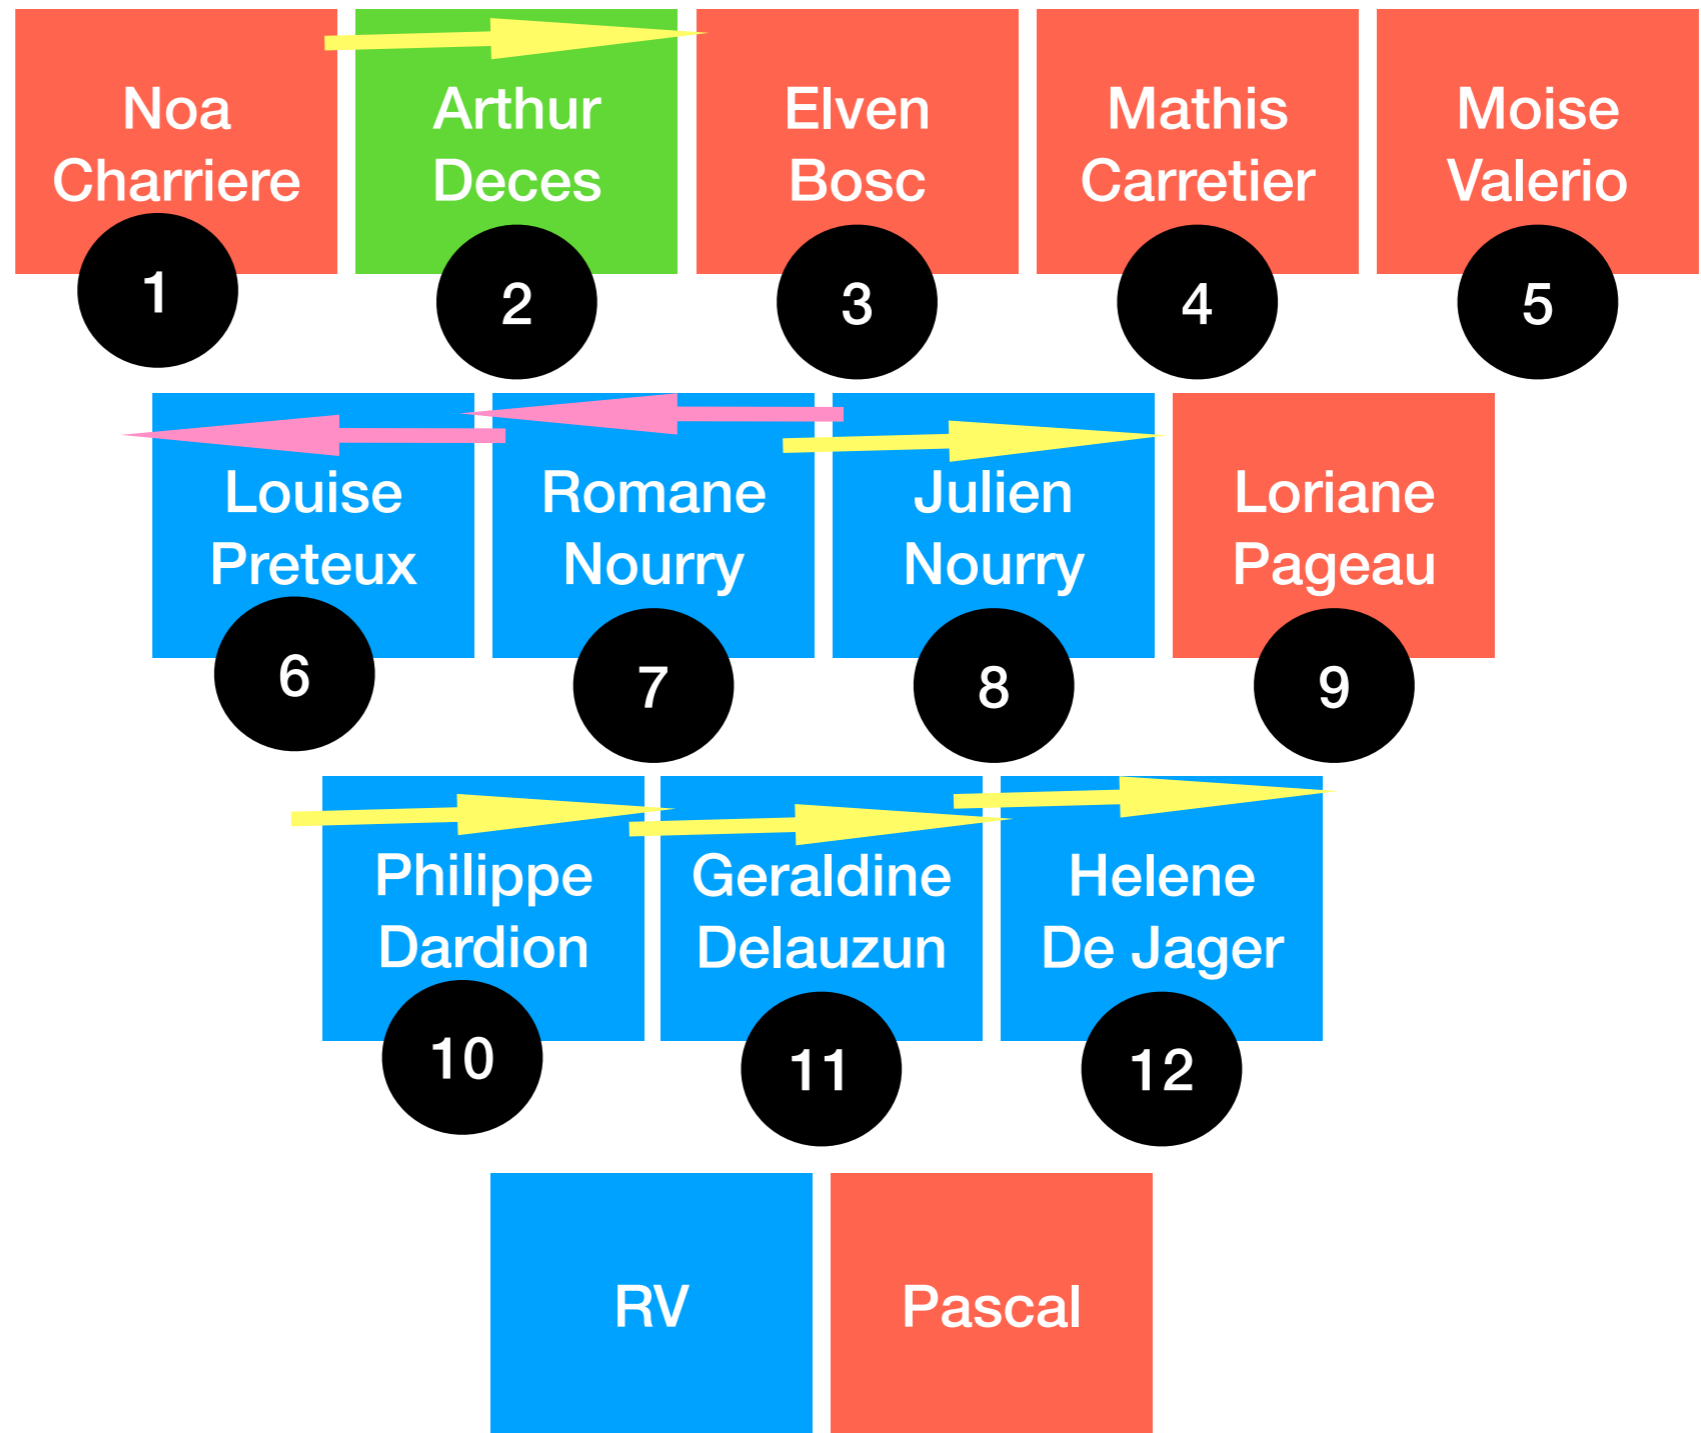 Noa
Charriere
1
Arthur
Deces
2
Elven
Bosc
3
Mathis
Carretier
4
Moise
Valerio
5
Louise
Preteux
6
Romane
Nourry
7
Julien
Nourry
8
Loriane
Pageau
9
Philippe
Dardion
10
Geraldine
Delauzun
11
Helene
De Jager
12
RV
Pascal